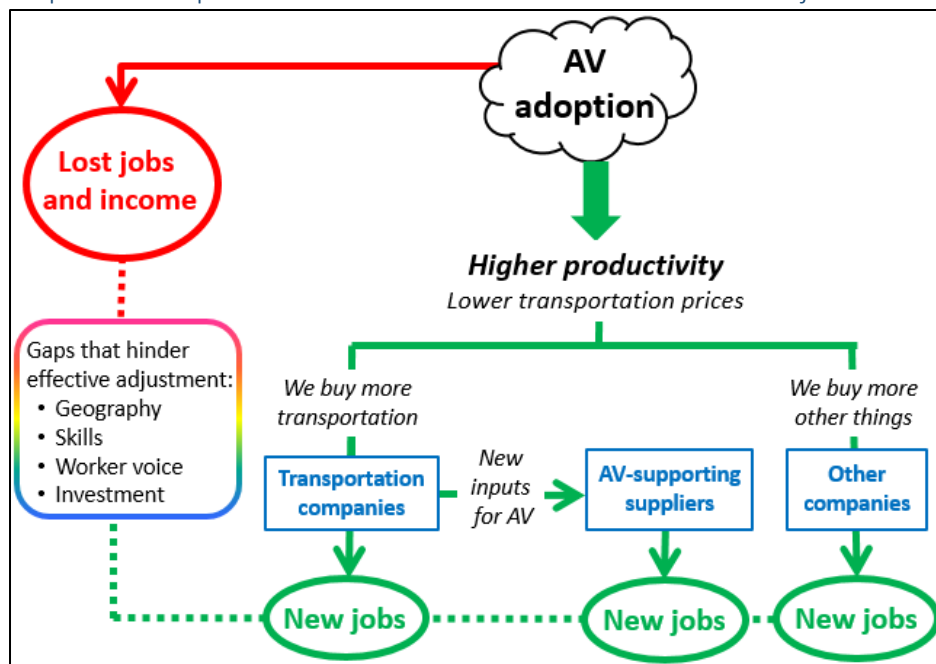 AV
adoption
Lost jobs
and income
Higher productivity
Lower transportation prices
Gaps that hinder
effective adjustment:
• Geography
• Skills
• Worker voice
• Investment
We buy more
transportation
We buy more
other things
Transportation
companies
New
inputs
for AV
AV-supporting
suppliers
Other
companies
New jobs
New jobs
New jobs